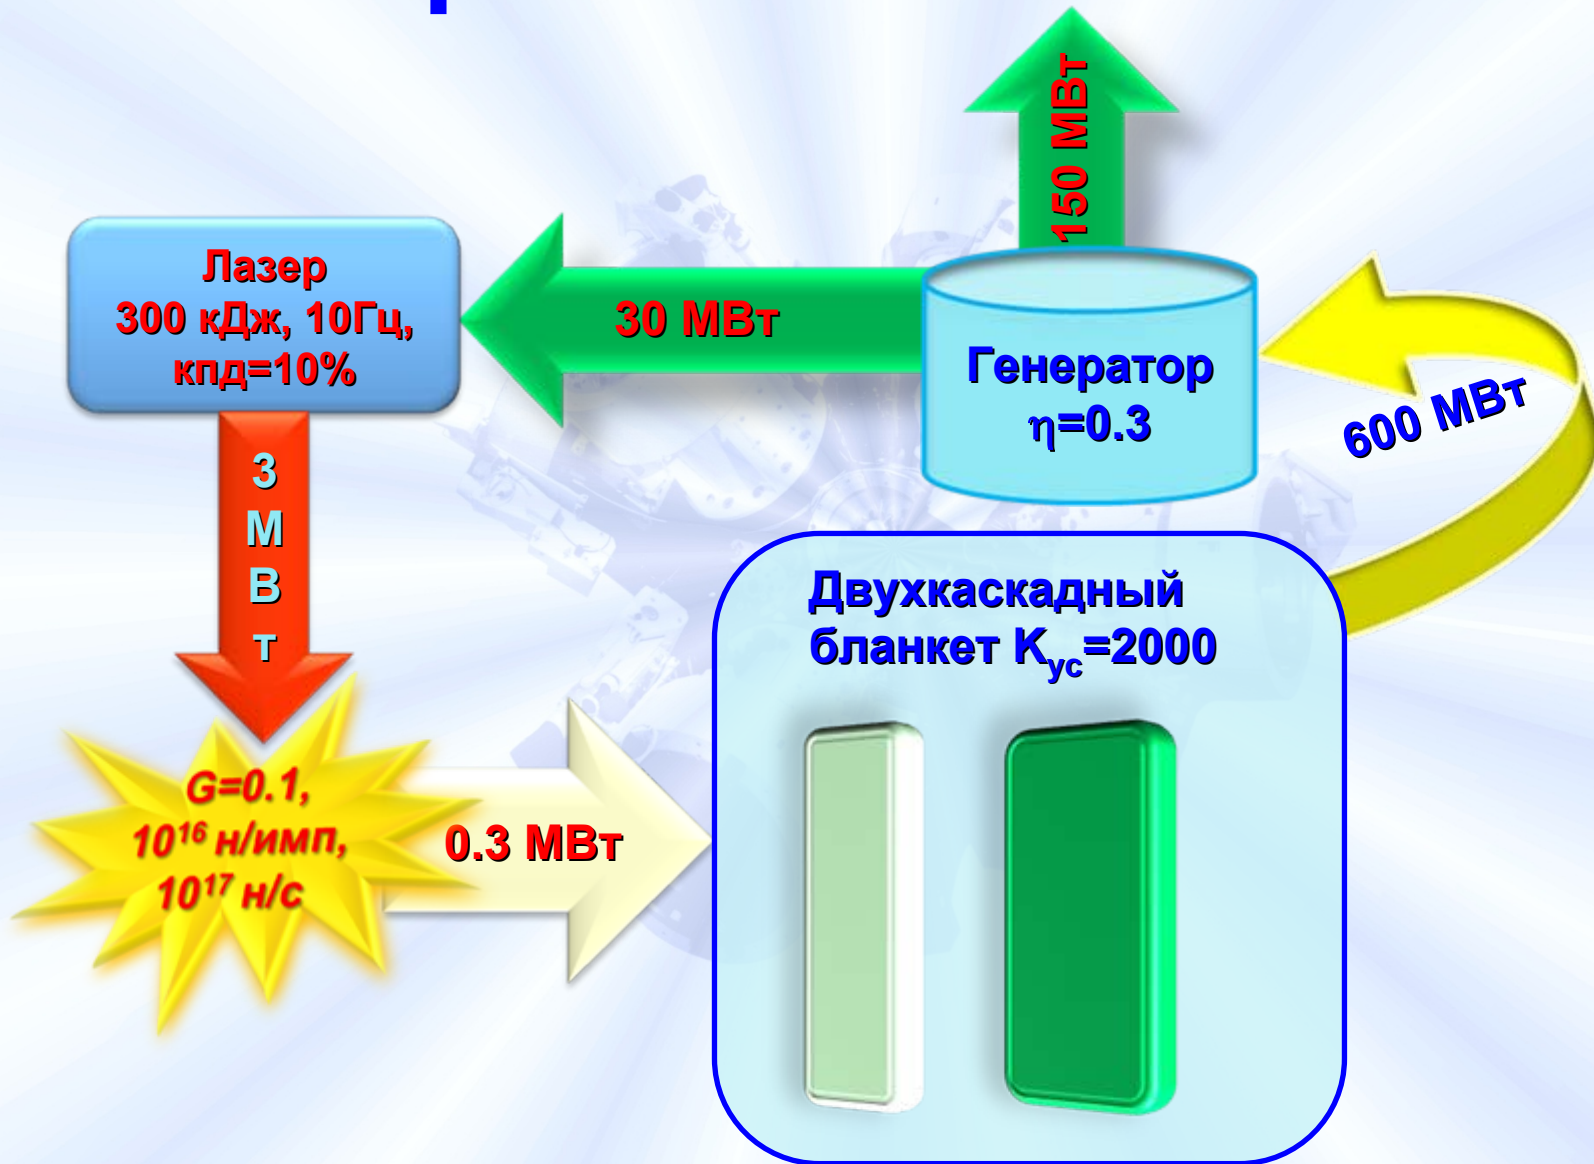 150 МВт
Лазер
300 кДж, 10Гц,
кпд=10%
30 МВт
Генератор
η=0.3
600 МВт
3
М
В
т
Двухкаскадный
бланкет Kус=2000
G=0.1,
10¹⁶ н/имп,
10¹⁷ н/с
0.3 МВт